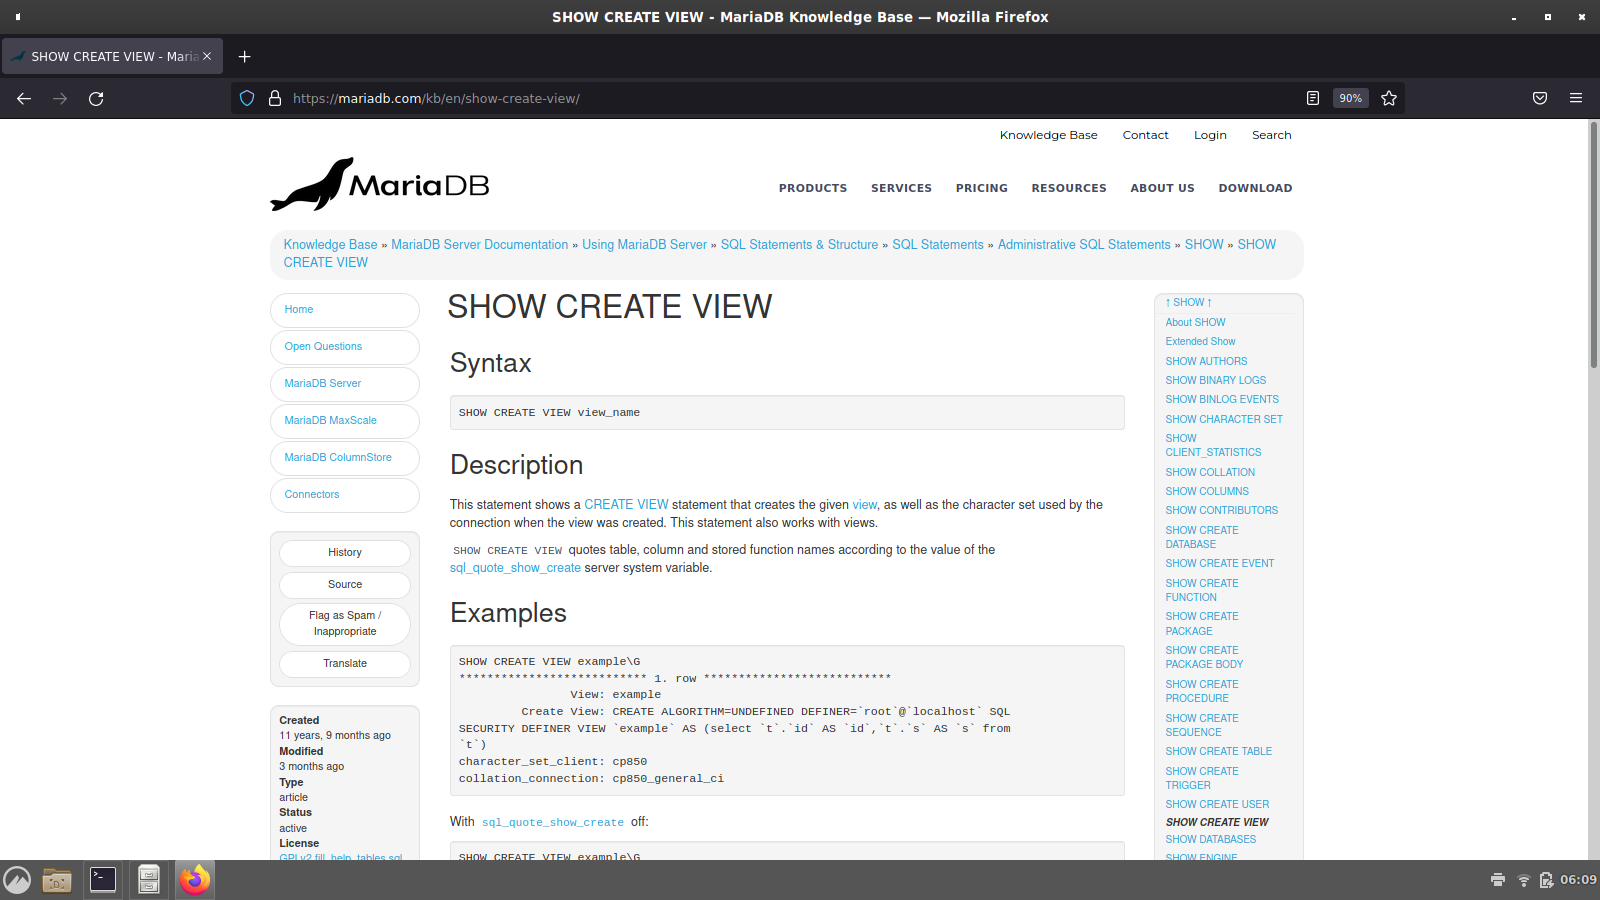 SHOW CREATE VIEW - MariaDB Knowledge Base — Mozilla Firefox
SHOW CREATE VIEW - Maria
https://mariadb.com/kb/en/show-create-view/
90%
Knowledge Base Contact Login Search
MariaDB
PRODUCTS SERVICES PRICING RESOURCES ABOUT US DOWNLOAD
Knowledge Base » MariaDB Server Documentation » Using MariaDB Server » SQL Statements & Structure » SQL Statements » Administrative SQL Statements » SHOW » SHOW
CREATE VIEW
Home
Open Questions
MariaDB Server
MariaDB MaxScale
MariaDB ColumnStore
Connectors
History
Source
Flag as Spam /
Inappropriate
Translate
Created
11 years, 9 months ago
Modified
3 months ago
Type
article
Status
active
License
GPLv2 fill_help_tables.sql
SHOW CREATE VIEW
Syntax
SHOW CREATE VIEW view_name
Description
This statement shows a CREATE VIEW statement that creates the given view, as well as the character set used by the
connection when the view was created. This statement also works with views.
SHOW CREATE VIEW quotes table, column and stored function names according to the value of the
sql_quote_show_create server system variable.
Examples
SHOW CREATE VIEW example\G
*************************** 1. row ***************************
View: example
Create View: CREATE ALGORITHM=UNDEFINED DEFINER=`root`@`localhost` SQL
SECURITY DEFINER VIEW `example` AS (select `t`.`id` AS `id`,`t`.`s` AS `s` from
`t`)
character_set_client: cp850
collation_connection: cp850_general_ci
With sql_quote_show_create off:
SHOW CREATE VIEW example\G
↑ SHOW ↑
About SHOW
Extended Show
SHOW AUTHORS
SHOW BINARY LOGS
SHOW BINLOG EVENTS
SHOW CHARACTER SET
SHOW
CLIENT_STATISTICS
SHOW COLLATION
SHOW COLUMNS
SHOW CONTRIBUTORS
SHOW CREATE
DATABASE
SHOW CREATE EVENT
SHOW CREATE
FUNCTION
SHOW CREATE
PACKAGE
SHOW CREATE
PACKAGE BODY
SHOW CREATE
PROCEDURE
SHOW CREATE
SEQUENCE
SHOW CREATE TABLE
SHOW CREATE
TRIGGER
SHOW CREATE USER
SHOW CREATE VIEW
SHOW DATABASES
SHOW ENGINE
06:09